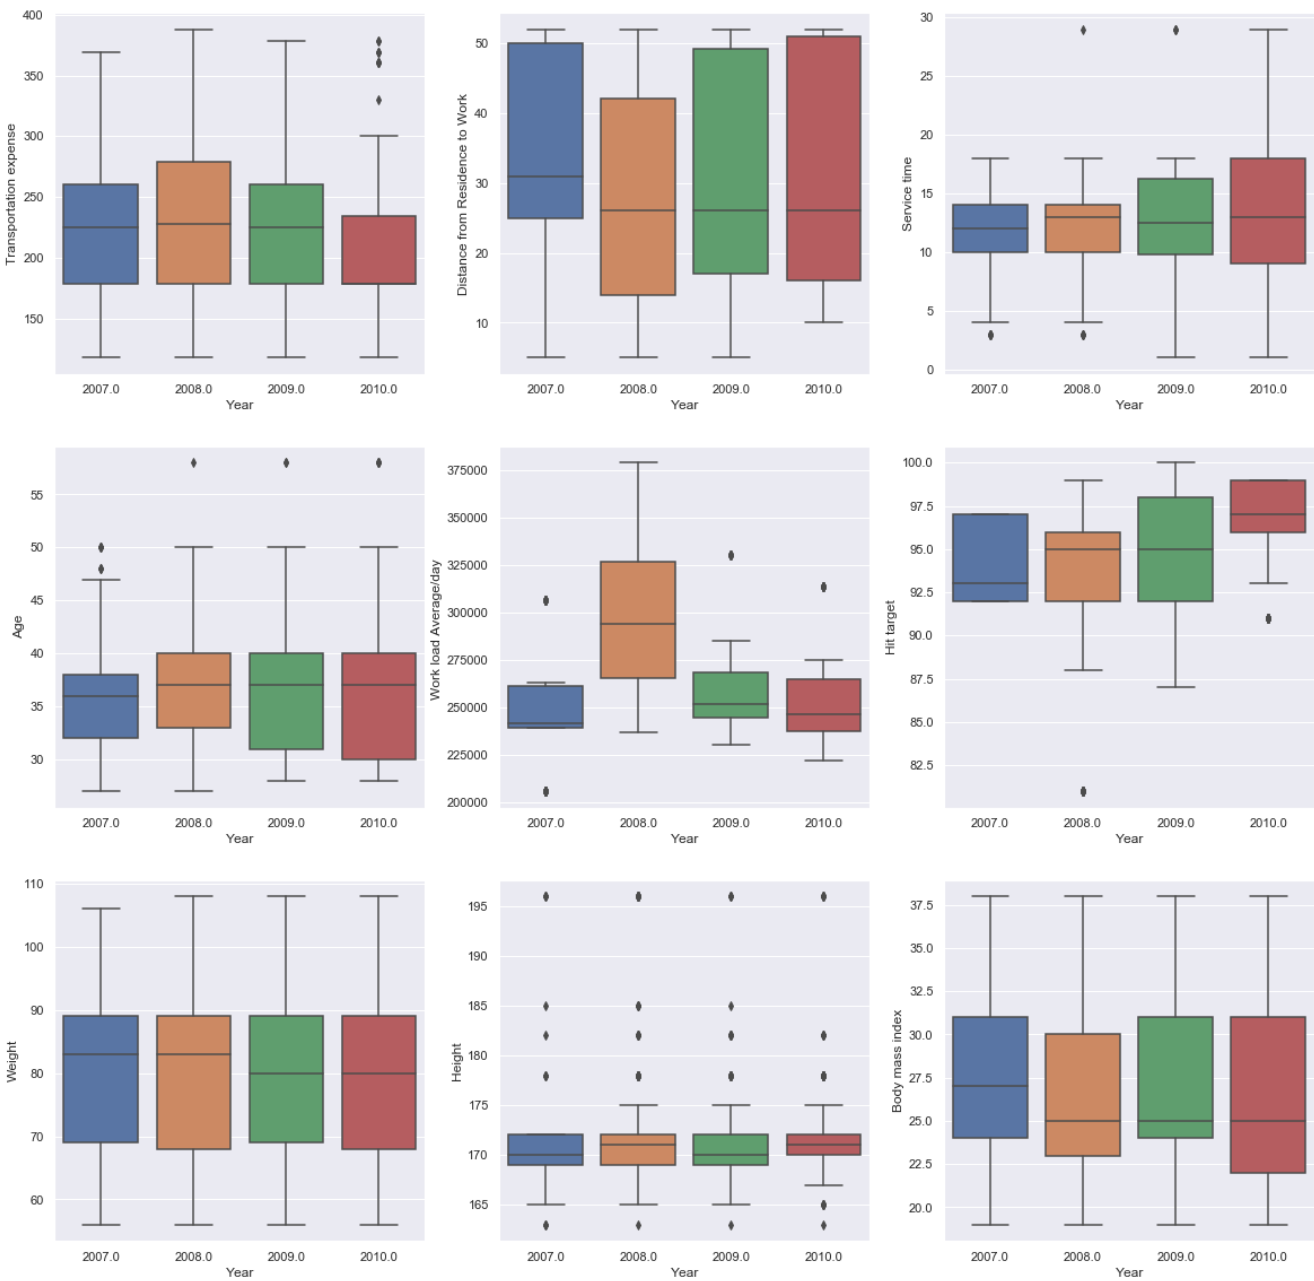 Transportation expense
400
350
300
250
200
150
2007.0 2008.0 2009.0 2010.0
Year
Distance from Residence to Work
50
40
30
20
10
2007.0 2008.0 2009.0 2010.0
Year
Service time
30
25
20
15
10
5
0
2007.0 2008.0 2009.0 2010.0
Year
Age
55
50
45
40
35
30
2007.0 2008.0 2009.0 2010.0
Year
Work load Average/day
375000
350000
325000
300000
275000
250000
225000
200000
2007.0 2008.0 2009.0 2010.0
Year
Hit target
100.0
97.5
95.0
92.5
90.0
87.5
85.0
82.5
2007.0 2008.0 2009.0 2010.0
Year
Weight
110
100
90
80
70
60
2007.0 2008.0 2009.0 2010.0
Year
Height
195
190
185
180
175
170
165
2007.0 2008.0 2009.0 2010.0
Year
Body mass index
37.5
35.0
32.5
30.0
27.5
25.0
22.5
20.0
2007.0 2008.0 2009.0 2010.0
Year